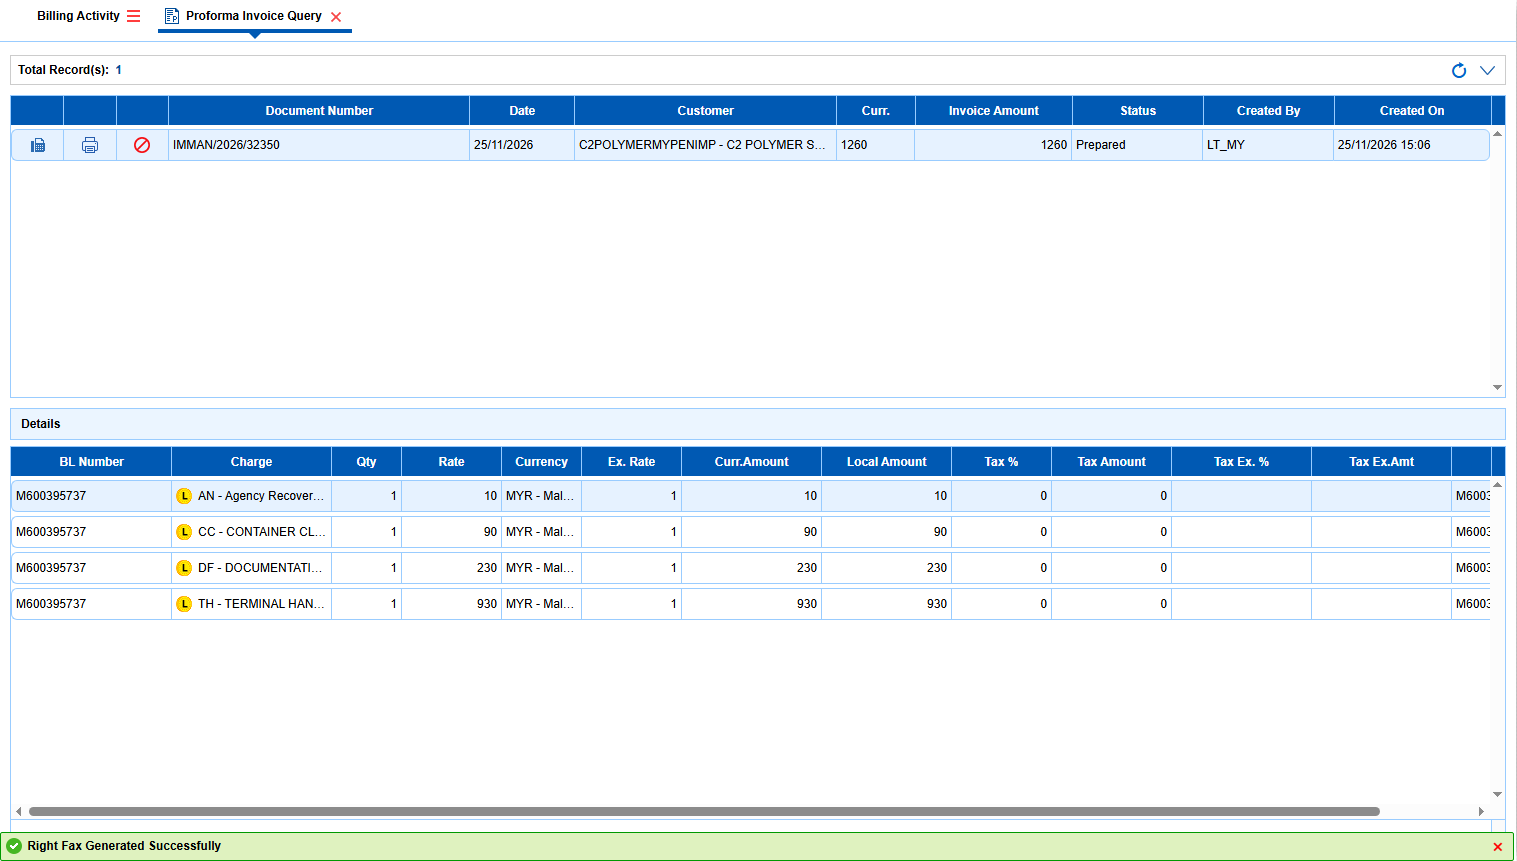 Billing Activity Proforma Invoice Query
Total Record(s): 1
Document Number Date Customer Curr. Invoice Amount Status Created By Created On
IMMAN/2026/32350 25/11/2026 C2POLYMERMYPENIMP - C2 POLYMER S... 1260 1260 Prepared LT_MY 25/11/2026 15:06
Details
BL Number Charge Qty Rate Currency Ex. Rate Curr.Amount Local Amount Tax % Tax Amount Tax Ex. % Tax Ex.Amt
M600395737 L AN - Agency Recover... 1 10 MYR - Mal... 1 10 10 0 0 M6003
M600395737 L CC - CONTAINER CL... 1 90 MYR - Mal... 1 90 90 0 0 M6003
M600395737 L DF - DOCUMENTATI... 1 230 MYR - Mal... 1 230 230 0 0 M6003
M600395737 L TH - TERMINAL HAN... 1 930 MYR - Mal... 1 930 930 0 0 M6003
Right Fax Generated Successfully